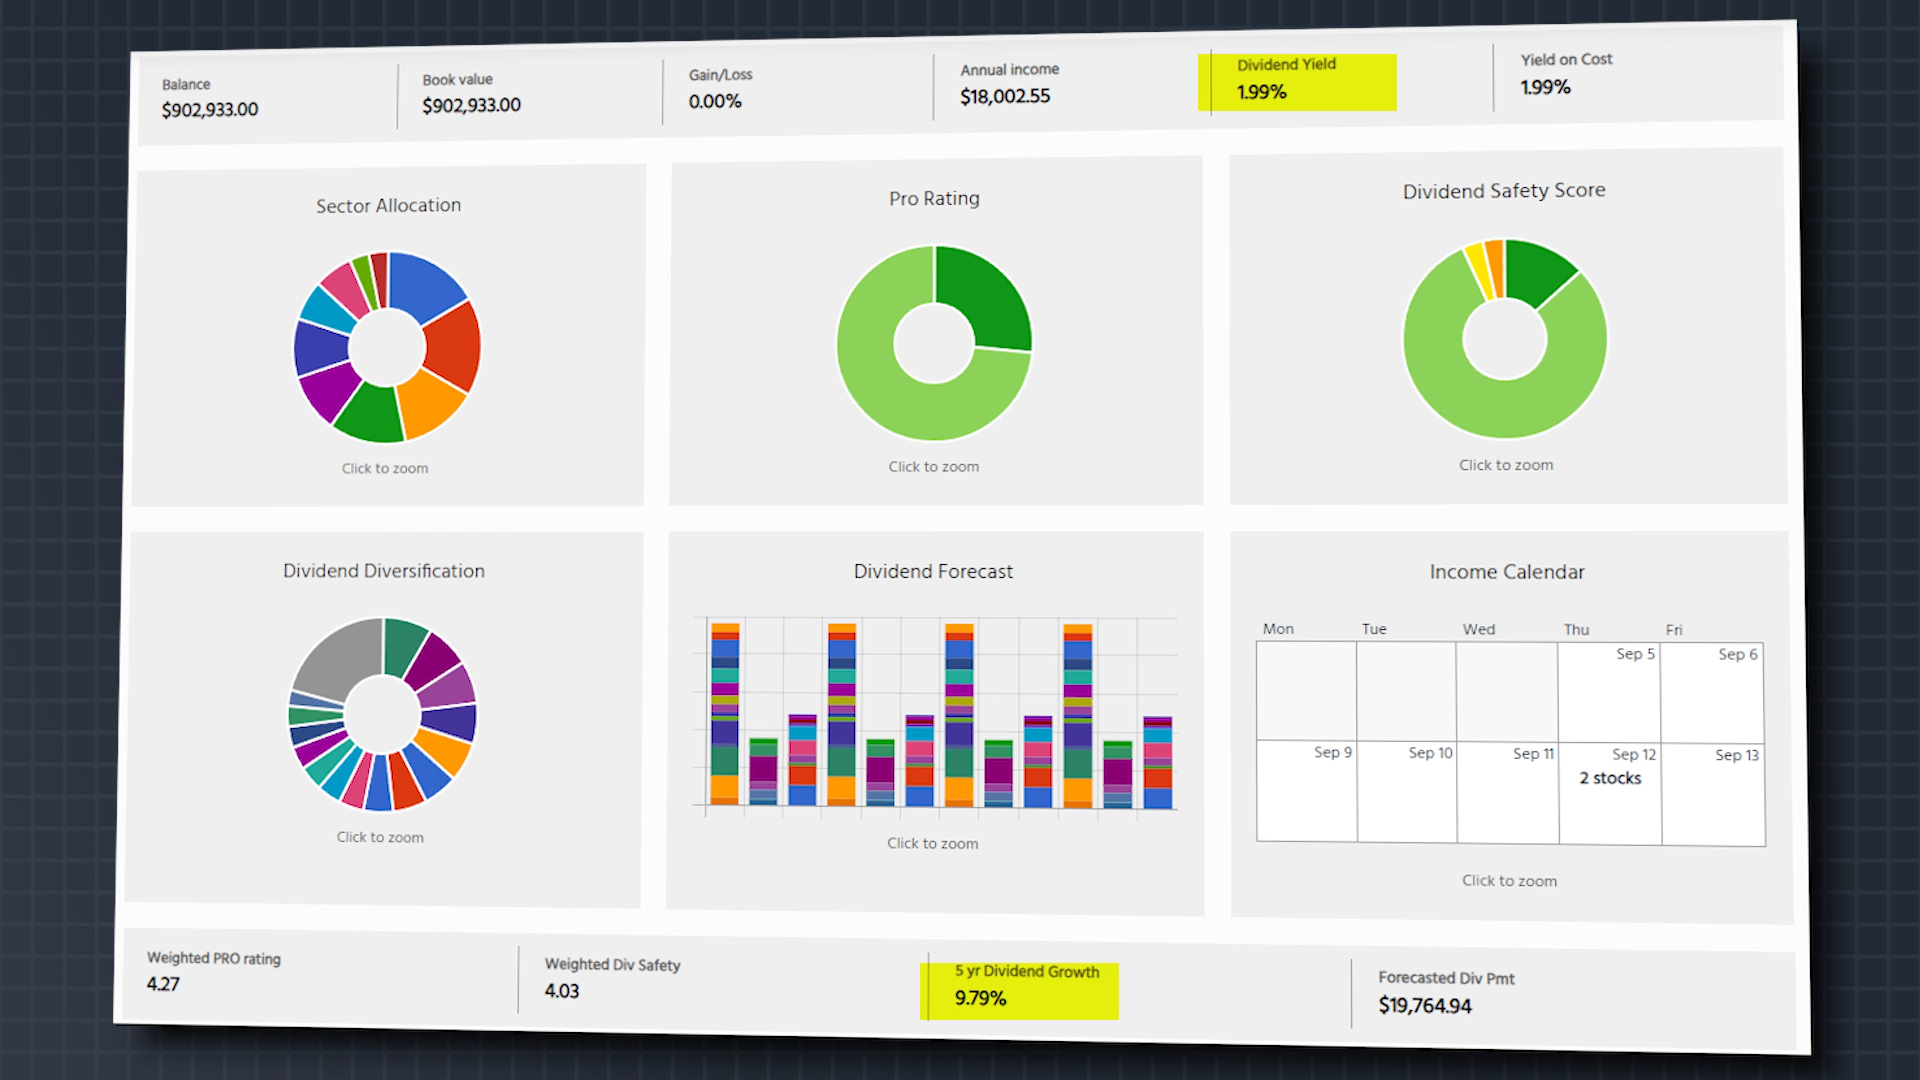 Balance
$902,933.00
Book value
$902,933.00
Gain/Loss
0.00%
Annual income
$18,002.55
Dividend Yield
1.99%
Yield on Cost
1.99%
Sector Allocation
Click to zoom
Pro Rating
Click to zoom
Dividend Safety Score
Click to zoom
Dividend Diversification
Click to zoom
Dividend Forecast
Click to zoom
Income Calendar
Mon Tue Wed Thu Fri
Sep 5 Sep 6
Sep 9 Sep 10 Sep 11 Sep 12 Sep 13
2 stocks
Click to zoom
Weighted PRO rating
4.27
Weighted Div Safety
4.03
5 yr Dividend Growth
9.79%
Forecasted Div Pmt
$19,764.94